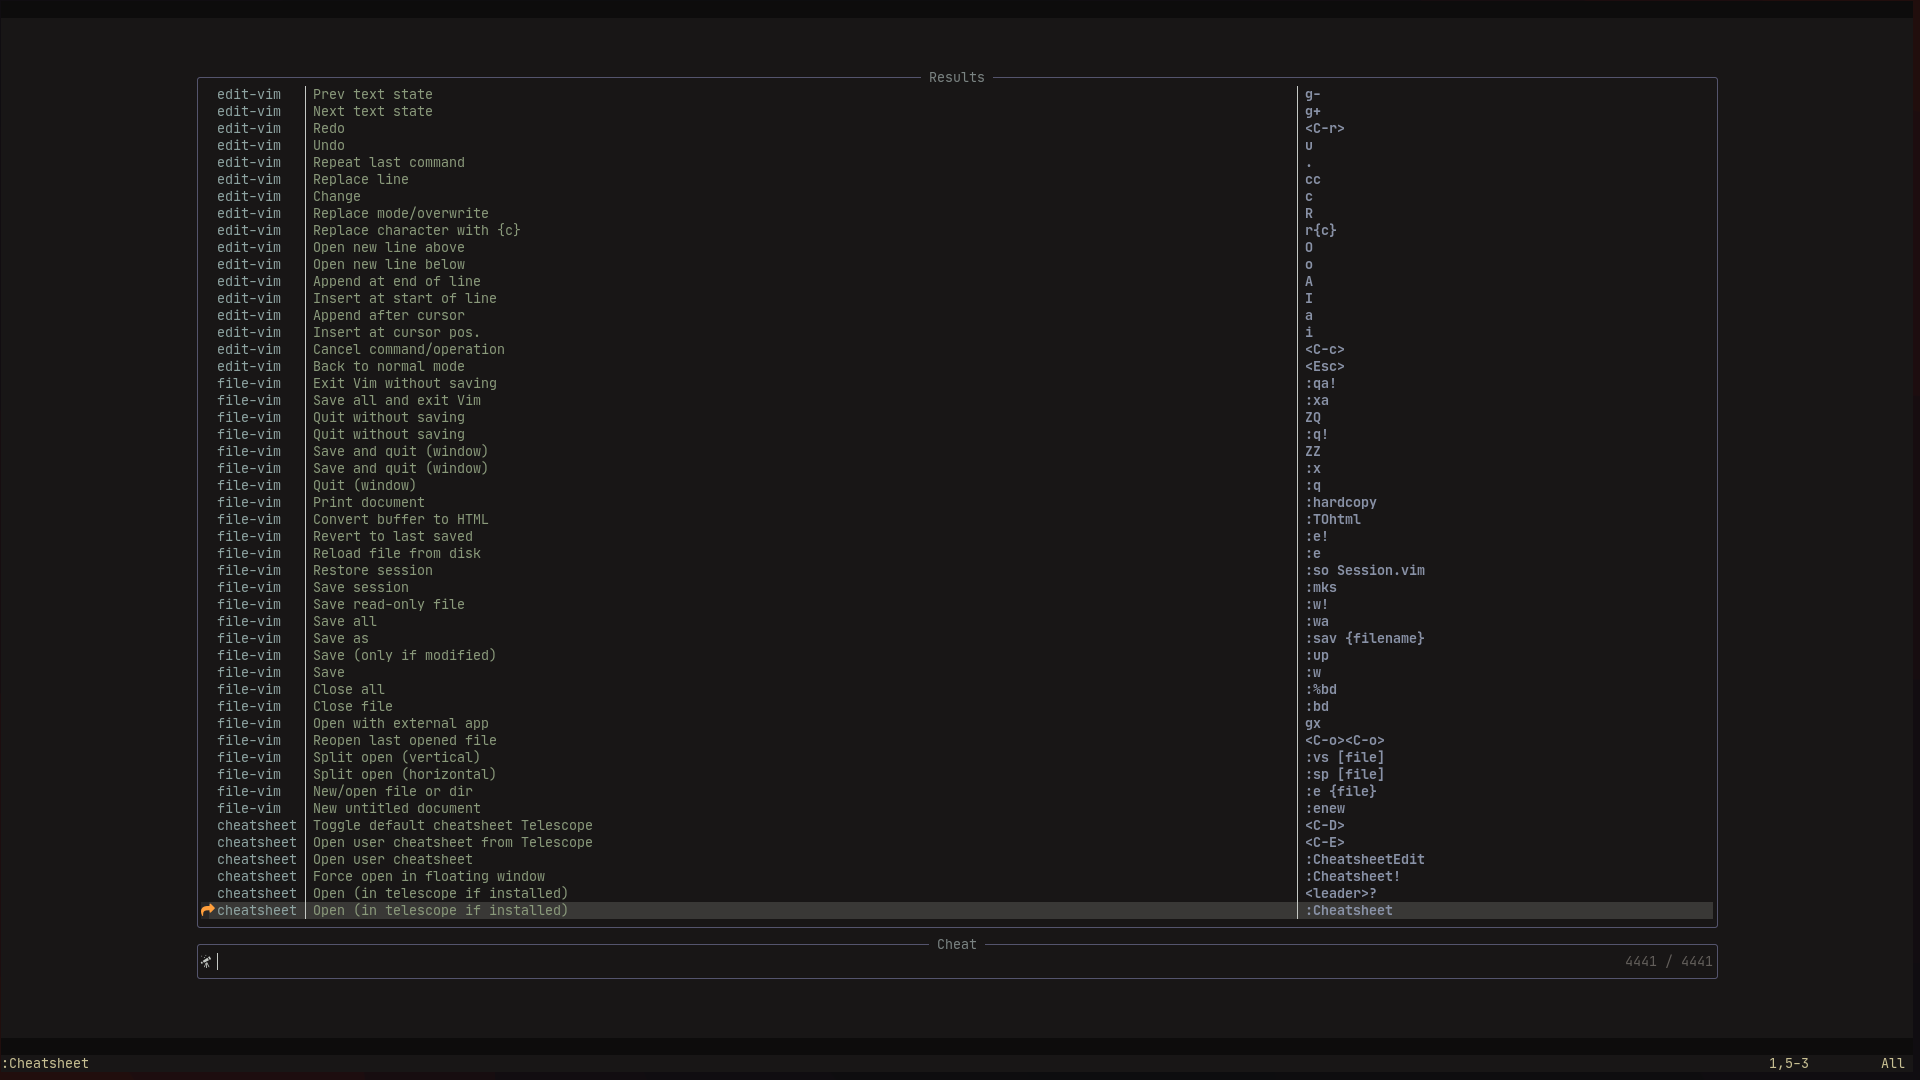 Results
edit-vim Prev text state g-
edit-vim Next text state g+
edit-vim Redo <C-r>
edit-vim Undo u
edit-vim Repeat last command .
edit-vim Replace line cc
edit-vim Change c
edit-vim Replace mode/overwrite R
edit-vim Replace character with {c} r{c}
edit-vim Open new line above O
edit-vim Open new line below o
edit-vim Append at end of line A
edit-vim Insert at start of line I
edit-vim Append after cursor a
edit-vim Insert at cursor pos. i
edit-vim Cancel command/operation <C-c>
edit-vim Back to normal mode <Esc>
file-vim Exit Vim without saving :qa!
file-vim Save all and exit Vim :xa
file-vim Quit without saving ZQ
file-vim Quit without saving :q!
file-vim Save and quit (window) ZZ
file-vim Save and quit (window) :x
file-vim Quit (window) :q
file-vim Print document :hardcopy
file-vim Convert buffer to HTML :TOhtml
file-vim Revert to last saved :e!
file-vim Reload file from disk :e
file-vim Restore session :so Session.vim
file-vim Save session :mks
file-vim Save read-only file :w!
file-vim Save all :wa
file-vim Save as :sav {filename}
file-vim Save (only if modified) :up
file-vim Save :w
file-vim Close all :%bd
file-vim Close file :bd
file-vim Open with external app gx
file-vim Reopen last opened file <C-o><C-o>
file-vim Split open (vertical) :vs [file]
file-vim Split open (horizontal) :sp [file]
file-vim New/open file or dir :e {file}
file-vim New untitled document :enew
cheatsheet Toggle default cheatsheet Telescope <C-D>
cheatsheet Open user cheatsheet from Telescope <C-E>
cheatsheet Open user cheatsheet :CheatsheetEdit
cheatsheet Force open in floating window :Cheatsheet!
cheatsheet Open (in telescope if installed) <leader>?
cheatsheet Open (in telescope if installed) :Cheatsheet
Cheat
4441 / 4441
:Cheatsheet 1,5-3 All